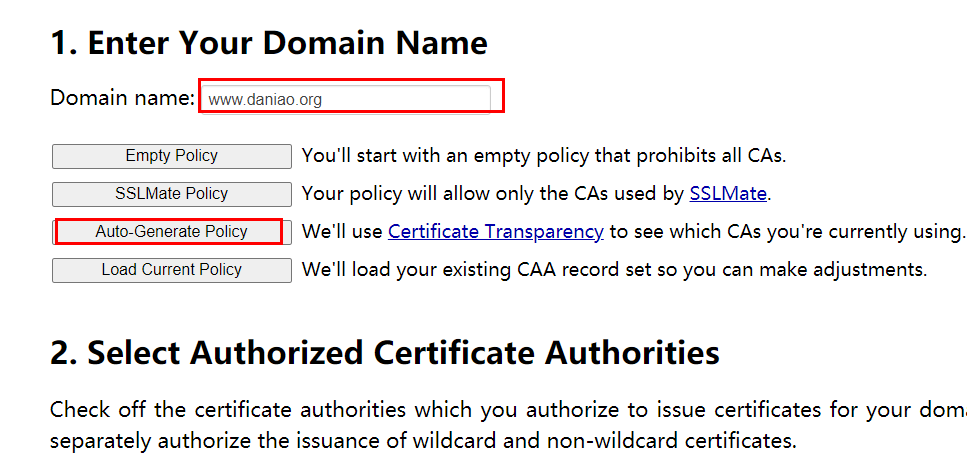 1. Enter Your Domain Name
Domain name: www.daniao.org
Empty Policy You'll start with an empty policy that prohibits all CAs.
SSLMate Policy Your policy will allow only the CAs used by SSLMate.
Auto-Generate Policy We'll use Certificate Transparency to see which CAs you're currently using.
Load Current Policy We'll load your existing CAA record set so you can make adjustments.
2. Select Authorized Certificate Authorities
Check off the certificate authorities which you authorize to issue certificates for your
separately authorize the issuance of wildcard and non-wildcard certificates.